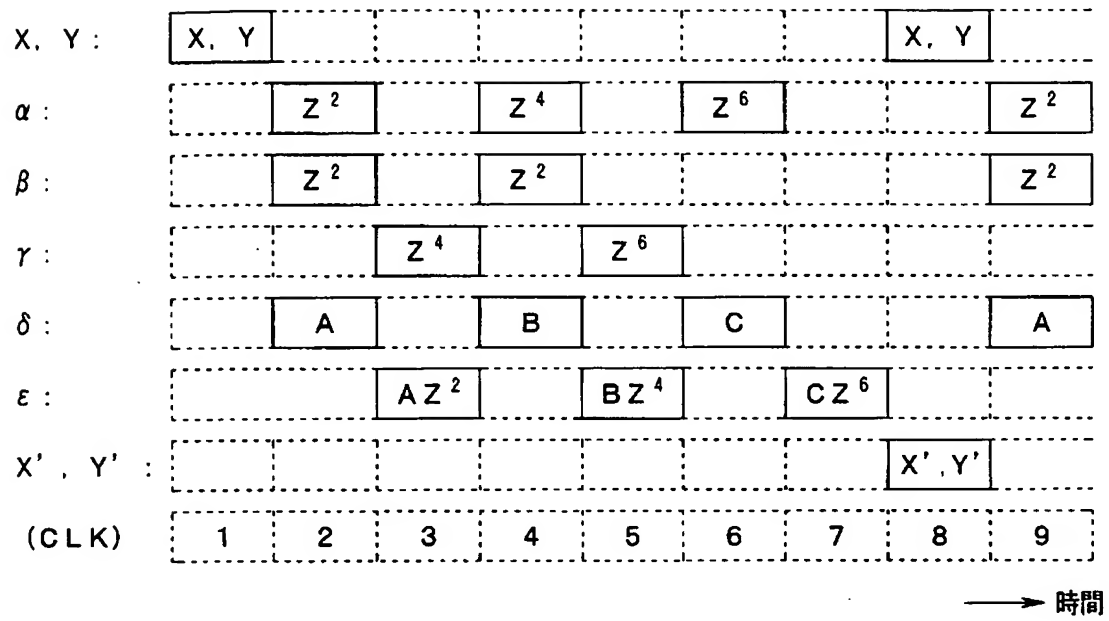 X, Y : X, Y X, Y
α : Z² Z⁴ Z⁶ Z²
β : Z² Z² Z²
γ : Z⁴ Z⁶
δ : A B C A
ε : AZ² BZ⁴ CZ⁶
X', Y' : X', Y'
(CLK) 1 2 3 4 5 6 7 8 9
時間